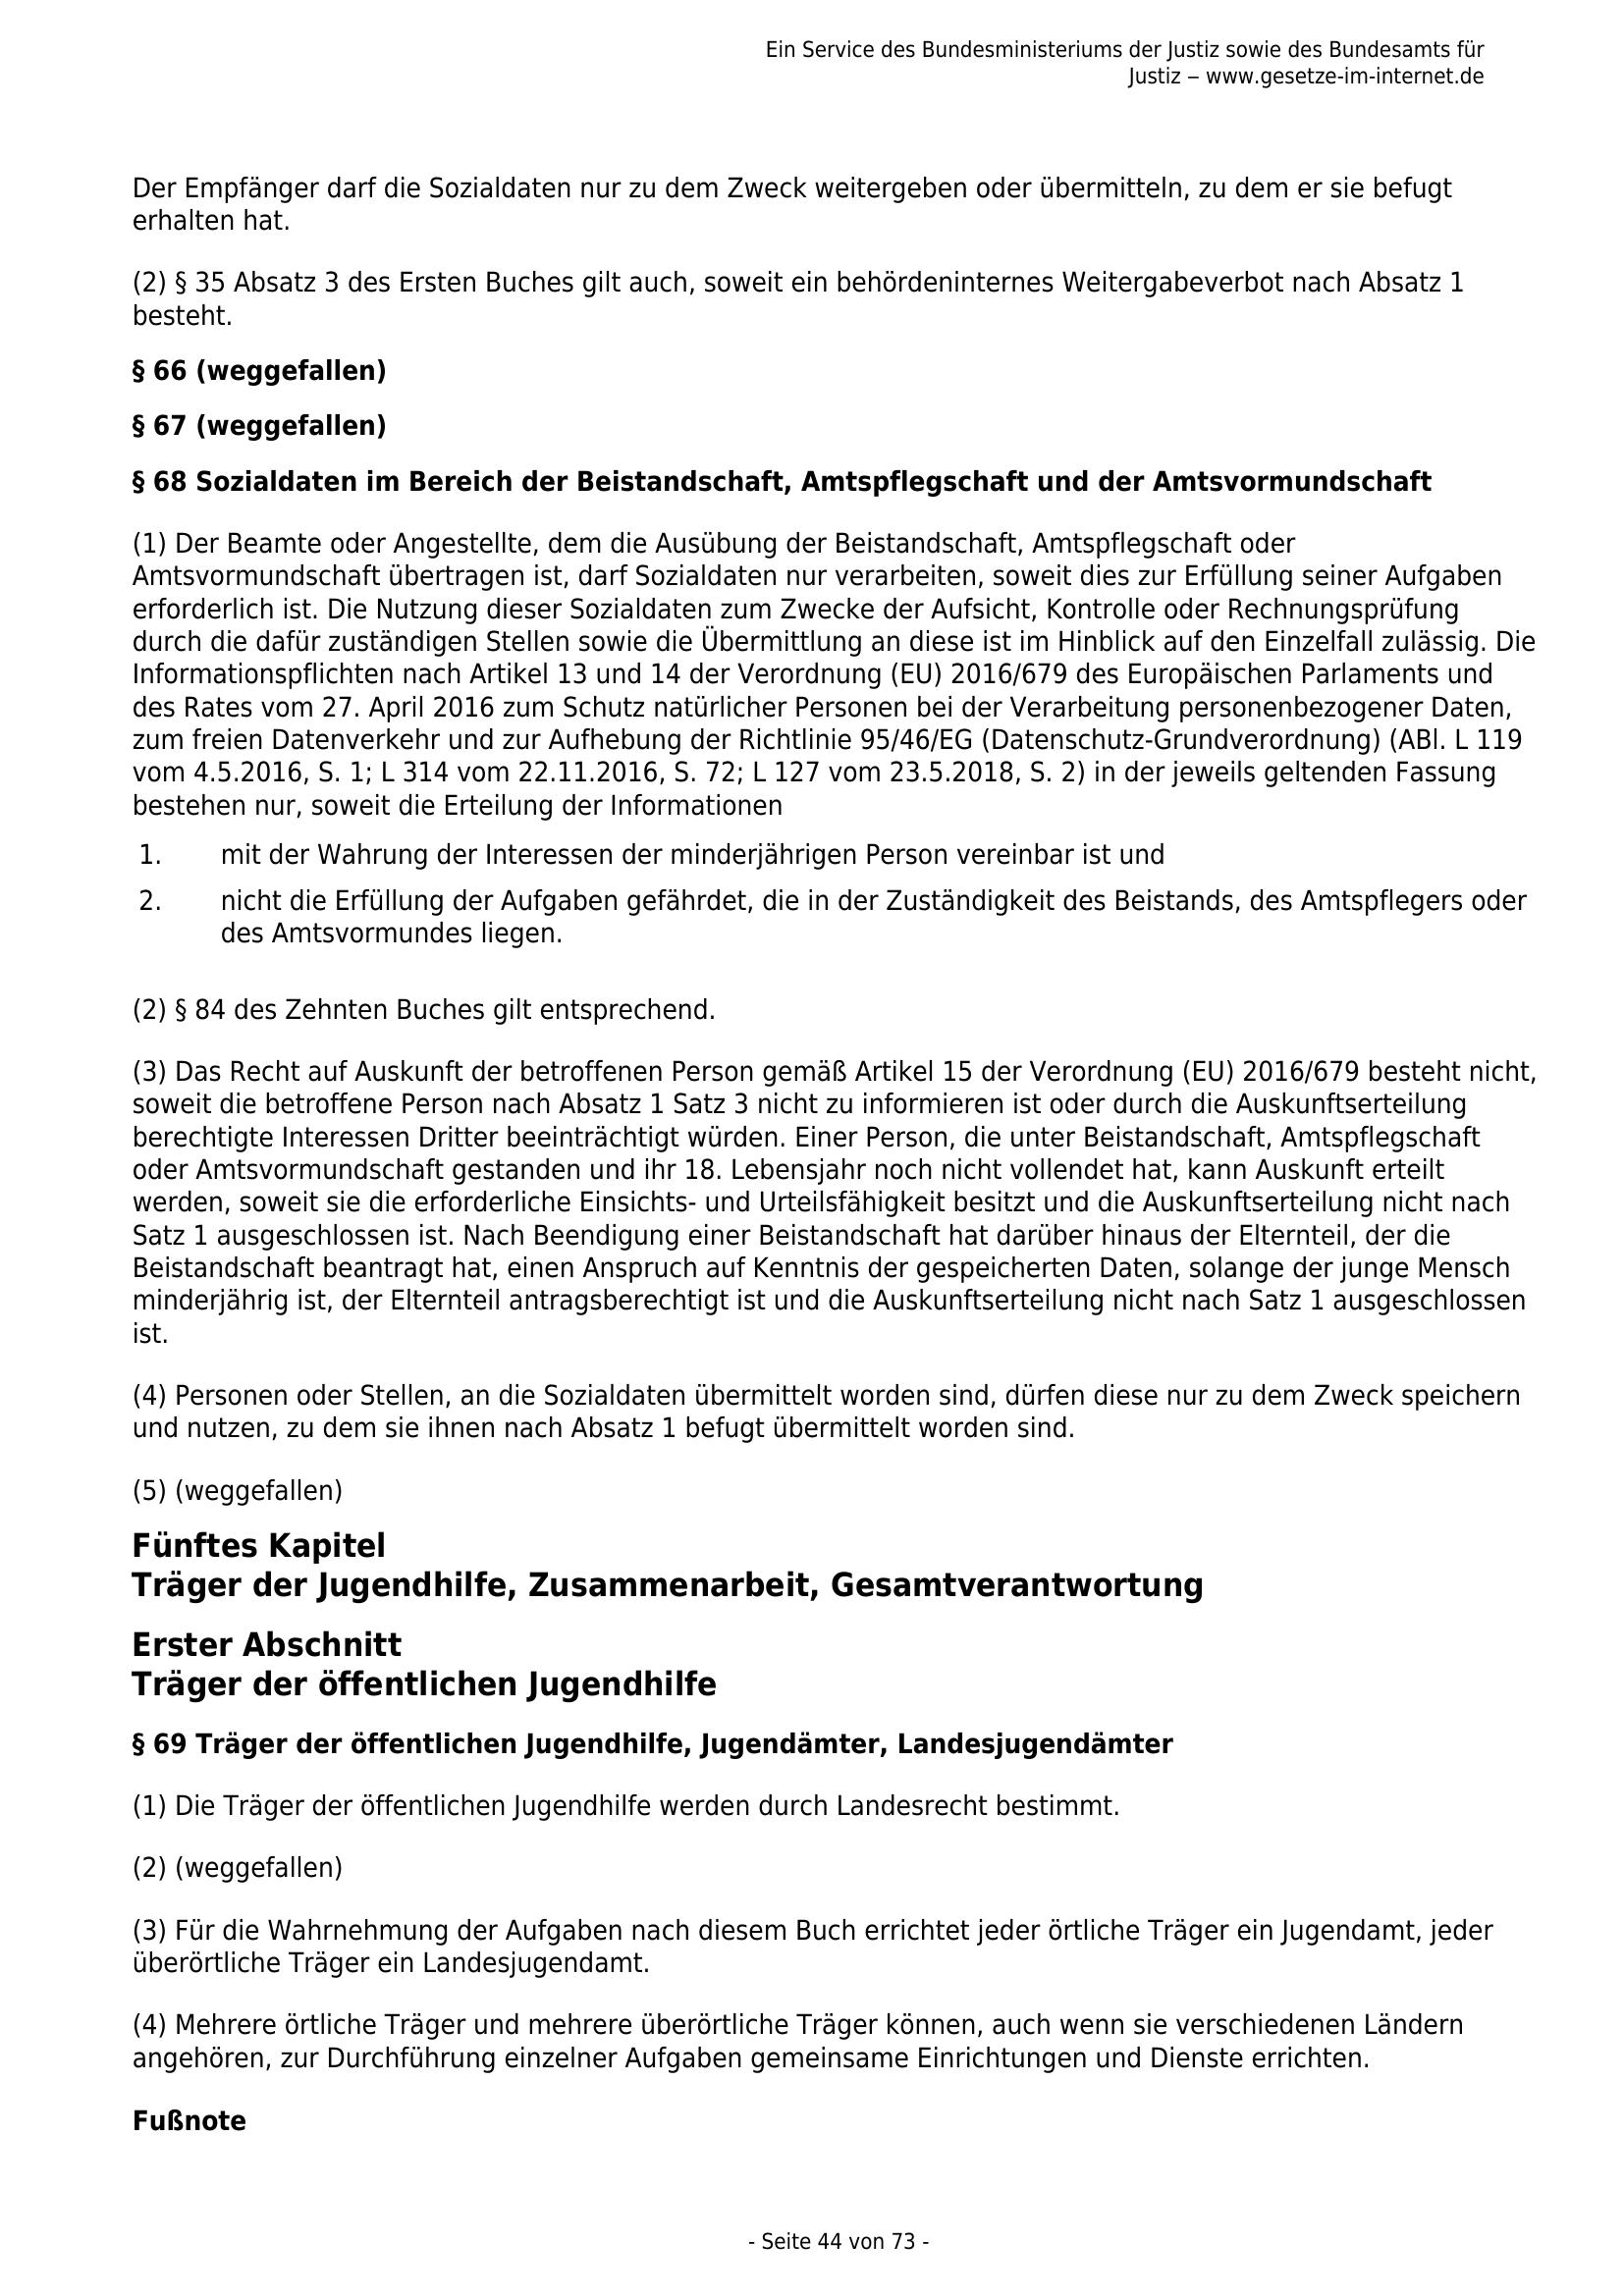 Ein Service des Bundesministeriums der Justiz sowie des Bundesamts für
Justiz ‒ www.gesetze-im-internet.de
Der Empfänger darf die Sozialdaten nur zu dem Zweck weitergeben oder übermitteln, zu dem er sie befugt
erhalten hat.
(2) § 35 Absatz 3 des Ersten Buches gilt auch, soweit ein behördeninternes Weitergabeverbot nach Absatz 1
besteht.
§ 66 (weggefallen)
§ 67 (weggefallen)
§ 68 Sozialdaten im Bereich der Beistandschaft, Amtspflegschaft und der Amtsvormundschaft
(1) Der Beamte oder Angestellte, dem die Ausübung der Beistandschaft, Amtspflegschaft oder
Amtsvormundschaft übertragen ist, darf Sozialdaten nur verarbeiten, soweit dies zur Erfüllung seiner Aufgaben
erforderlich ist. Die Nutzung dieser Sozialdaten zum Zwecke der Aufsicht, Kontrolle oder Rechnungsprüfung
durch die dafür zuständigen Stellen sowie die Übermittlung an diese ist im Hinblick auf den Einzelfall zulässig. Die
Informationspflichten nach Artikel 13 und 14 der Verordnung (EU) 2016/679 des Europäischen Parlaments und
des Rates vom 27. April 2016 zum Schutz natürlicher Personen bei der Verarbeitung personenbezogener Daten,
zum freien Datenverkehr und zur Aufhebung der Richtlinie 95/46/EG (Datenschutz-Grundverordnung) (ABl. L 119
vom 4.5.2016, S. 1; L 314 vom 22.11.2016, S. 72; L 127 vom 23.5.2018, S. 2) in der jeweils geltenden Fassung
bestehen nur, soweit die Erteilung der Informationen
1. mit der Wahrung der Interessen der minderjährigen Person vereinbar ist und
2. nicht die Erfüllung der Aufgaben gefährdet, die in der Zuständigkeit des Beistands, des Amtspflegers oder
des Amtsvormundes liegen.
(2) § 84 des Zehnten Buches gilt entsprechend.
(3) Das Recht auf Auskunft der betroffenen Person gemäß Artikel 15 der Verordnung (EU) 2016/679 besteht nicht,
soweit die betroffene Person nach Absatz 1 Satz 3 nicht zu informieren ist oder durch die Auskunftserteilung
berechtigte Interessen Dritter beeinträchtigt würden. Einer Person, die unter Beistandschaft, Amtspflegschaft
oder Amtsvormundschaft gestanden und ihr 18. Lebensjahr noch nicht vollendet hat, kann Auskunft erteilt
werden, soweit sie die erforderliche Einsichts- und Urteilsfähigkeit besitzt und die Auskunftserteilung nicht nach
Satz 1 ausgeschlossen ist. Nach Beendigung einer Beistandschaft hat darüber hinaus der Elternteil, der die
Beistandschaft beantragt hat, einen Anspruch auf Kenntnis der gespeicherten Daten, solange der junge Mensch
minderjährig ist, der Elternteil antragsberechtigt ist und die Auskunftserteilung nicht nach Satz 1 ausgeschlossen
ist.
(4) Personen oder Stellen, an die Sozialdaten übermittelt worden sind, dürfen diese nur zu dem Zweck speichern
und nutzen, zu dem sie ihnen nach Absatz 1 befugt übermittelt worden sind.
(5) (weggefallen)
Fünftes Kapitel
Träger der Jugendhilfe, Zusammenarbeit, Gesamtverantwortung
Erster Abschnitt
Träger der öffentlichen Jugendhilfe
§ 69 Träger der öffentlichen Jugendhilfe, Jugendämter, Landesjugendämter
(1) Die Träger der öffentlichen Jugendhilfe werden durch Landesrecht bestimmt.
(2) (weggefallen)
(3) Für die Wahrnehmung der Aufgaben nach diesem Buch errichtet jeder örtliche Träger ein Jugendamt, jeder
überörtliche Träger ein Landesjugendamt.
(4) Mehrere örtliche Träger und mehrere überörtliche Träger können, auch wenn sie verschiedenen Ländern
angehören, zur Durchführung einzelner Aufgaben gemeinsame Einrichtungen und Dienste errichten.
Fußnote
- Seite 44 von 73 -